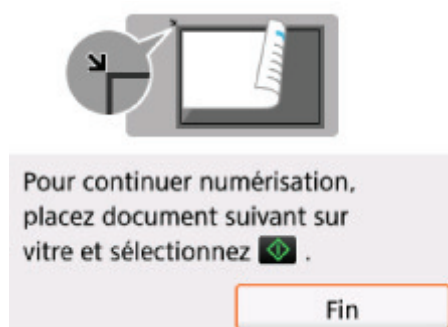 Pour continuer numérisation,
placez document suivant sur
vitre et sélectionnez .
Fin